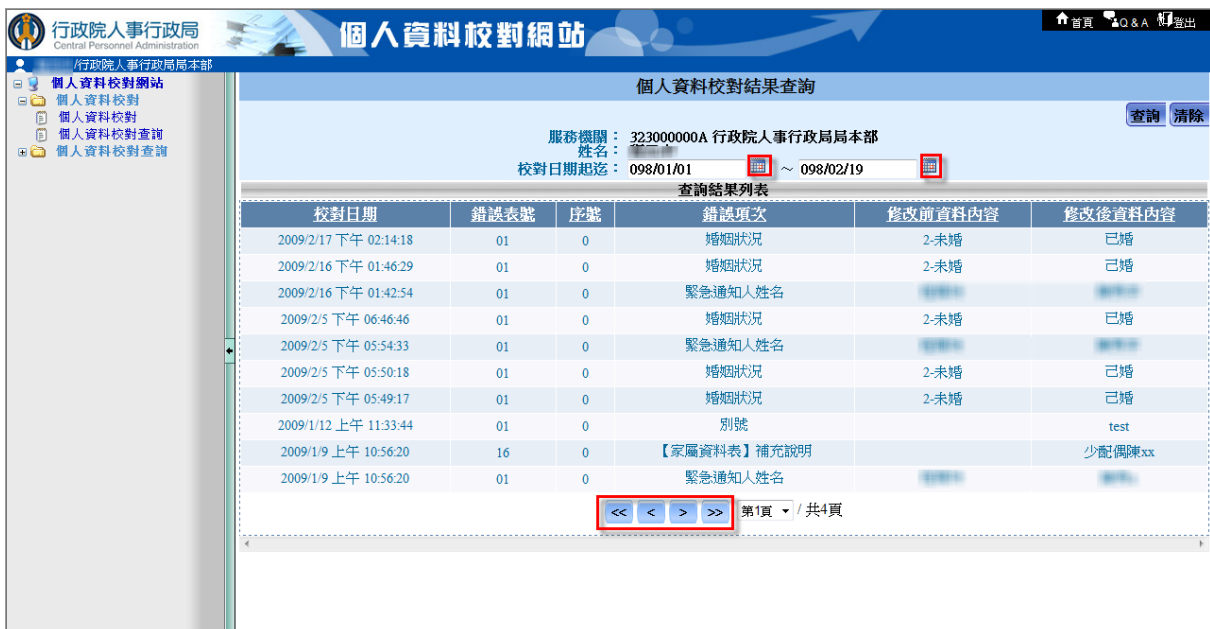 行政院人事行政局
Central Personnel Administration
個人資料校對網站
首頁 Q & A 登出
/行政院人事行政局局本部
個人資料校對網站
個人資料校對
個人資料校對
個人資料校對查詢
個人資料校對查詢
個人資料校對結果查詢
查詢 清除
服務機關： 323000000A 行政院人事行政局局本部
姓名：
校對日期起迄： 098/01/01 ～ 098/02/19
查詢結果列表
校對日期 錯誤表號 序號 錯誤項次 修改前資料內容 修改後資料內容
2009/2/17 下午 02:14:18 01 0 婚姻狀況 2-未婚 已婚
2009/2/16 下午 01:46:29 01 0 婚姻狀況 2-未婚 己婚
2009/2/16 下午 01:42:54 01 0 緊急通知人姓名
2009/2/5 下午 06:46:46 01 0 婚姻狀況 2-未婚 已婚
2009/2/5 下午 05:54:33 01 0 緊急通知人姓名
2009/2/5 下午 05:50:18 01 0 婚姻狀況 2-未婚 己婚
2009/2/5 下午 05:49:17 01 0 婚姻狀況 2-未婚 己婚
2009/1/12 上午 11:33:44 01 0 別號 test
2009/1/9 上午 10:56:20 16 0 【家屬資料表】補充說明 少配偶陳xx
2009/1/9 上午 10:56:20 01 0 緊急通知人姓名
<< < > >> 第1頁 / 共4頁